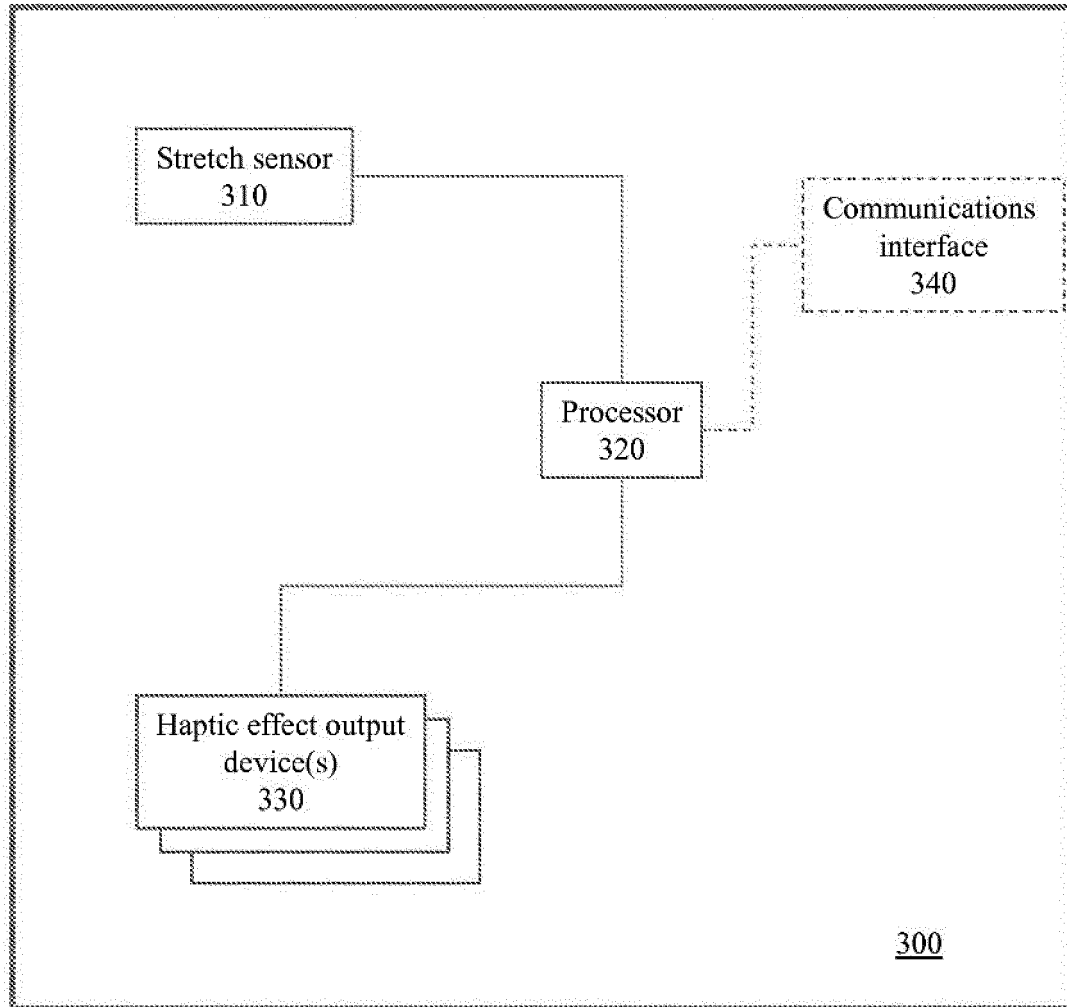 Stretch sensor
310
Communications
interface
340
Processor
320
Haptic effect output
device(s)
330
300